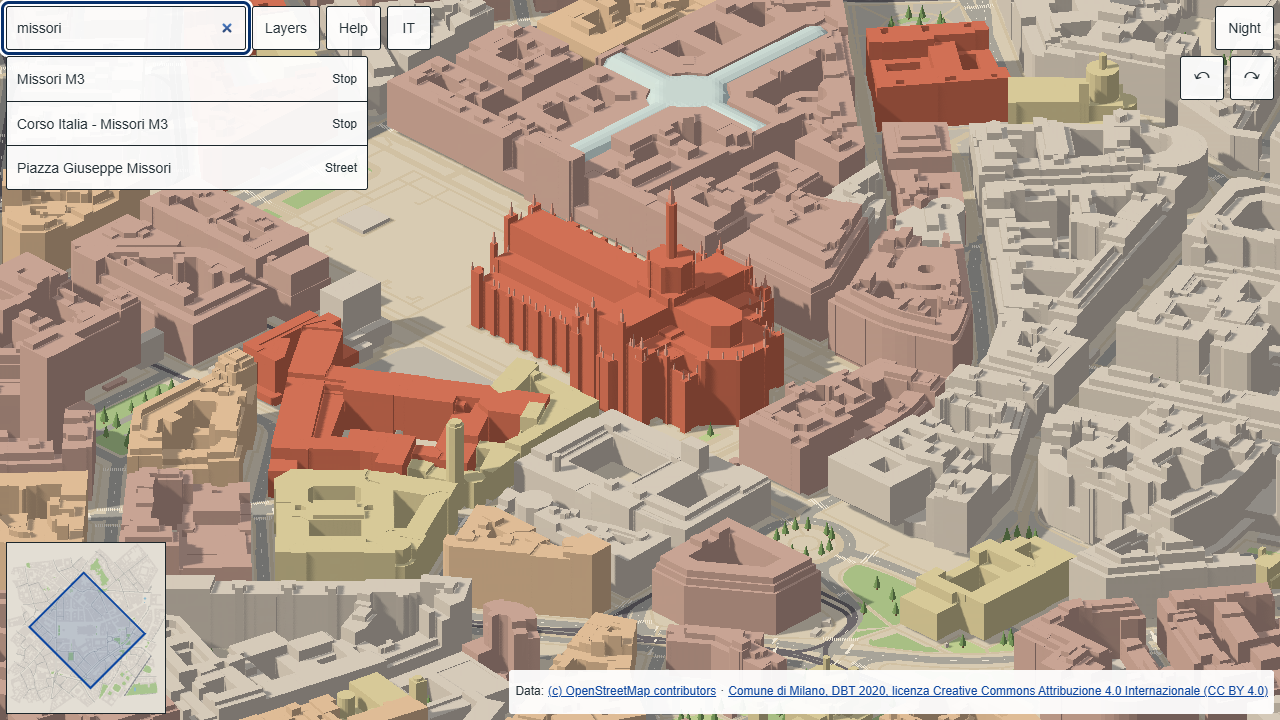 missori × Layers Help IT Night
Missori M3 Stop
Corso Italia - Missori M3 Stop
Piazza Giuseppe Missori Street
Data: (c) OpenStreetMap contributors · Comune di Milano, DBT 2020, licenza Creative Commons Attribuzione 4.0 Internazionale (CC BY 4.0)